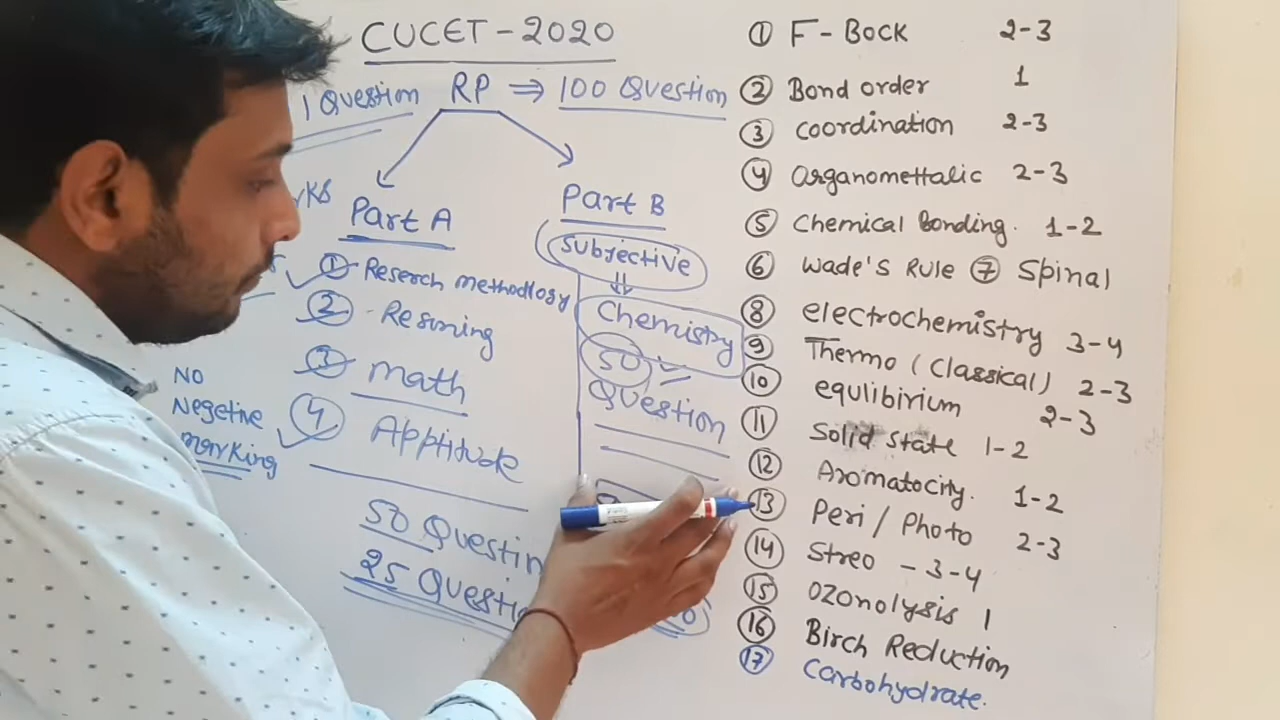 CUCET - 2020
1 Question RP ⇒ 100 Question
Part A
① Reserch methodlogy
② Resining
③ math
④ Apptitude
50 Questin
25 Questi
NO
Negetive
marking
Part B
Subjective
Chemistry
50
Question
① F - Bock 2-3
② Bond order 1
③ Coordination 2-3
④ Organomettalic 2-3
⑤ Chemical Bonding. 1-2
⑥ Wade's Rule ⑦ Spinal
⑧ electrochemistry 3-4
⑨ Thermo (Classical) 2-3
⑩ equlibirium 2-3
⑪ Solid state 1-2
⑫ Aromatocity. 1-2
⑬ Peri / Photo 2-3
⑭ Streo - 3-4
⑮ Ozonolysis 1
⑯ Birch Reduction
⑰ Carbohydrate.